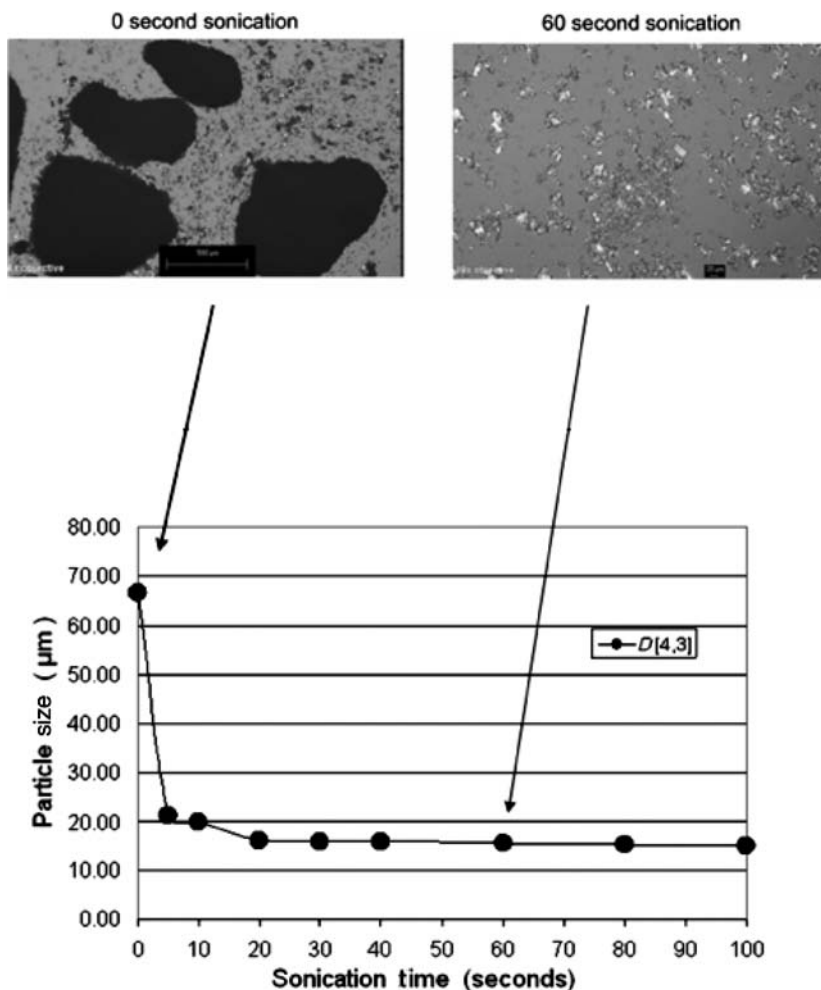 0 second sonication
60 second sonication
80.00
70.00
60.00
50.00
40.00
30.00
20.00
10.00
0.00
Particle size (µm)
D[4,3]
0 10 20 30 40 50 60 70 80 90 100
Sonication time (seconds)